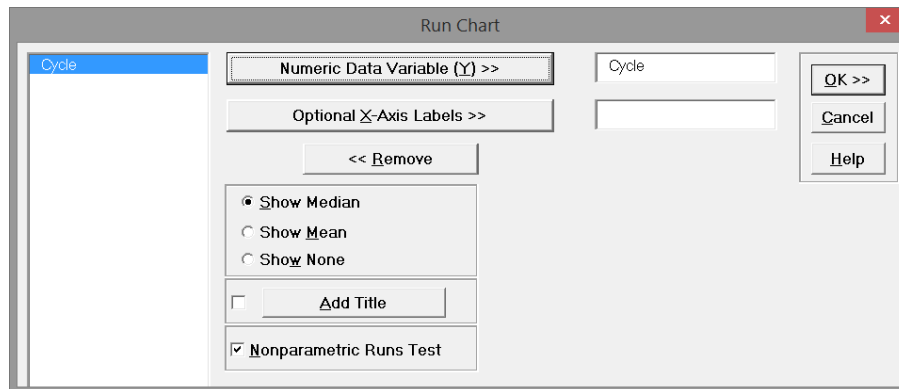 Run Chart
x
Cycle
Numeric Data Variable (Y) >>
Cycle
OK >>
Optional X-Axis Labels >>
Cancel
<< Remove
Help
Show Median
Show Mean
Show None
Add Title
Nonparametric Runs Test